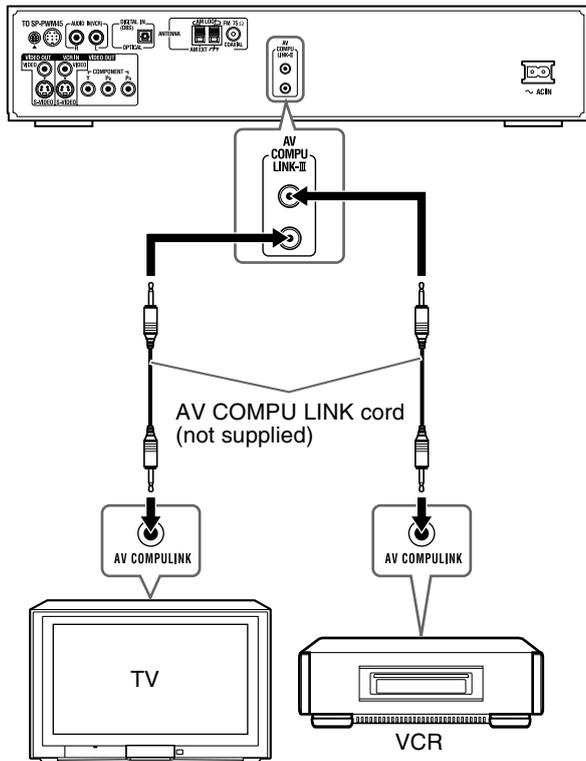 TO SP-PWM45
AUDIO IN(VCR)
R L
DIGITAL IN
(DBS)
OPTICAL
ANTENNA
AM LOOP
AM EXT
FM 75 Ω
COAXIAL
AV
COMPU
LINK-III
VIDEO OUT
VCR IN
VIDEO OUT
VIDEO
VIDEO
COMPONENT
Y PB PR
S-VIDEO
S-VIDEO
~ AC IN
AV
COMPU
LINK-III
AV COMPU LINK cord
(not supplied)
AV COMPULINK
AV COMPULINK
TV
VCR